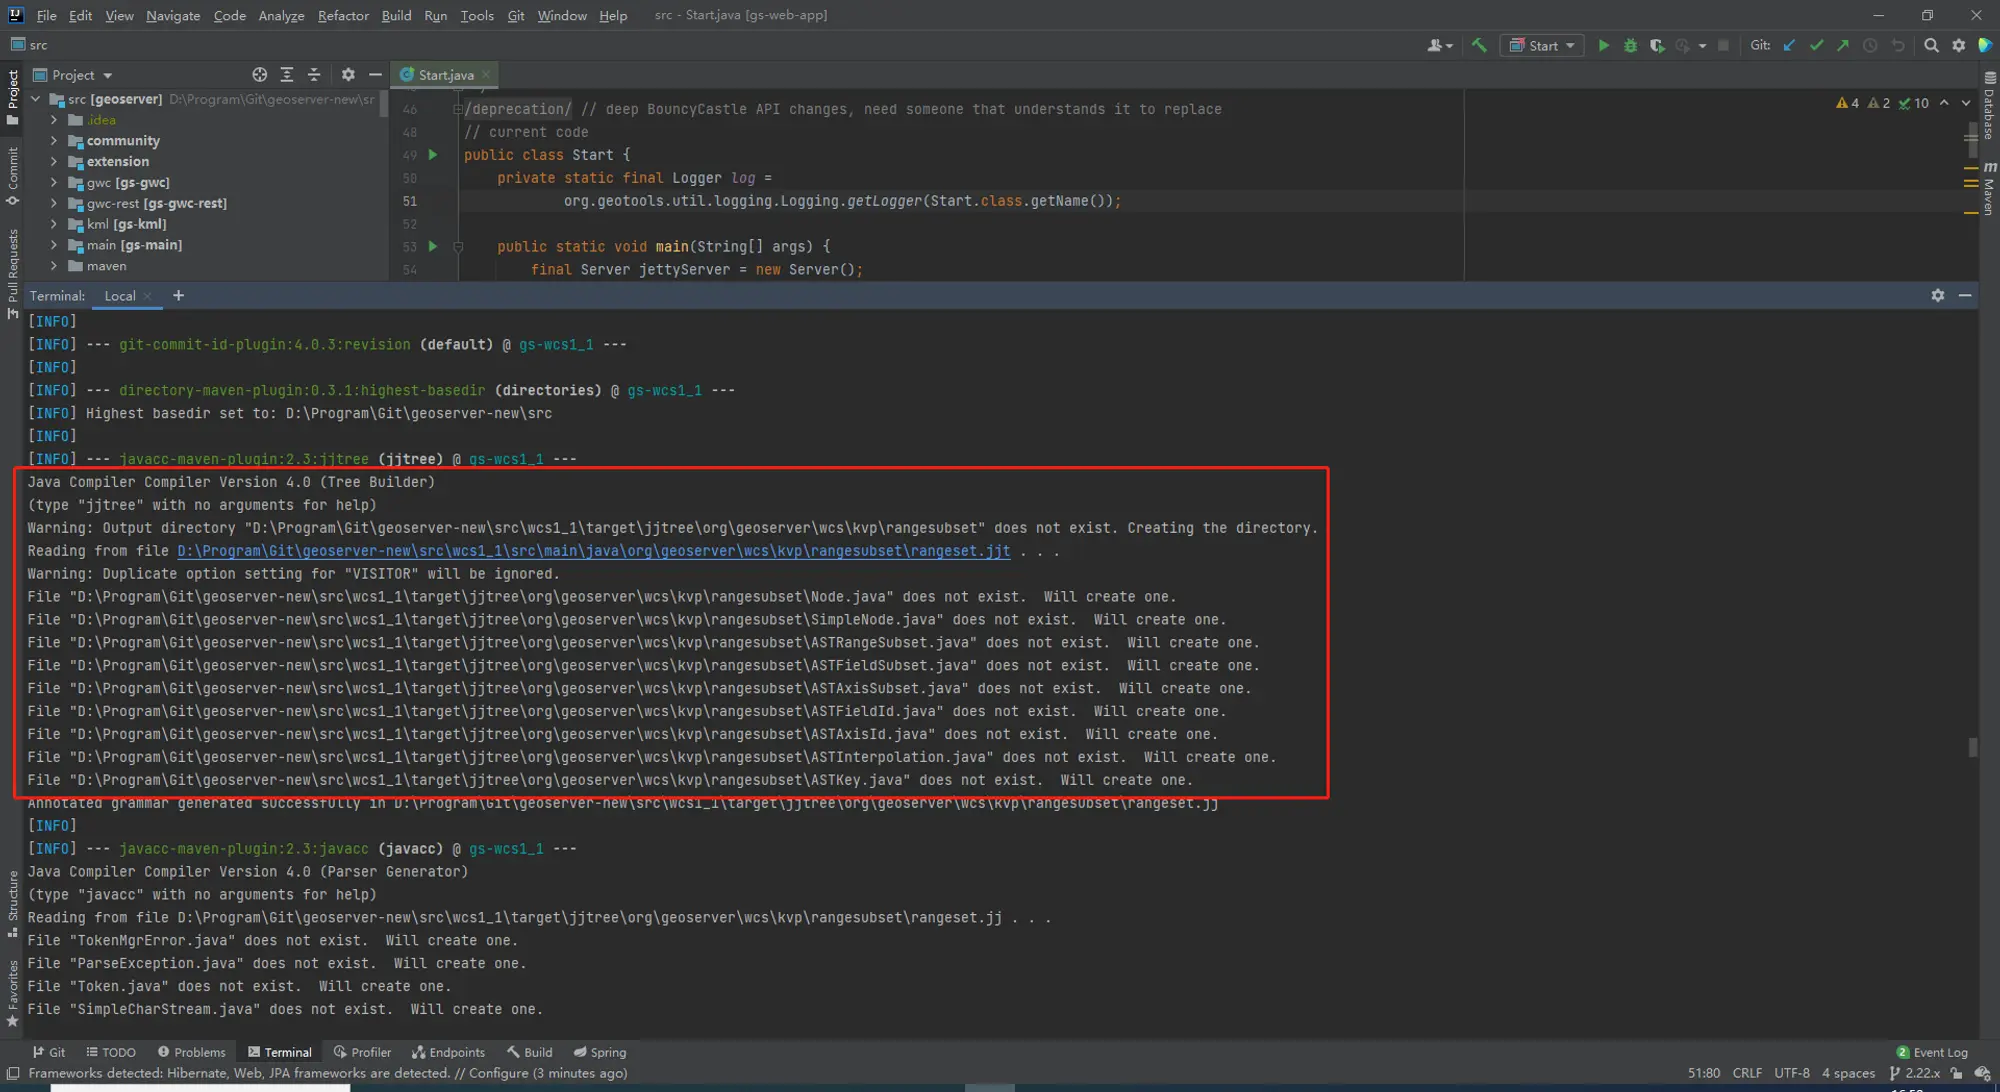 File Edit View Navigate Code Analyze Refactor Build Run Tools Git Window Help src - Start.java [gs-web-app]
src Start Git:
Project
Start.java
src [geoserver] D:\Program\Git\geoserver-new\sr
.idea
community
extension
gwc [gs-gwc]
gwc-rest [gs-gwc-rest]
kml [gs-kml]
main [gs-main]
maven
46 /deprecation/ // deep BouncyCastle API changes, need someone that understands it to replace
48 // current code
49 public class Start {
50 private static final Logger log =
51 org.geotools.util.logging.Logging.getLogger(Start.class.getName());
52
53 public static void main(String[] args) {
54 final Server jettyServer = new Server();
4 2 10
Project
Commit
Pull Requests
Structure
Favorites
Database
Maven
Terminal: Local +
[INFO]
[INFO] --- git-commit-id-plugin:4.0.3:revision (default) @ gs-wcs1_1 ---
[INFO]
[INFO] --- directory-maven-plugin:0.3.1:highest-basedir (directories) @ gs-wcs1_1 ---
[INFO] Highest basedir set to: D:\Program\Git\geoserver-new\src
[INFO]
[INFO] --- javacc-maven-plugin:2.3:jjtree (jjtree) @ gs-wcs1_1 ---
Java Compiler Compiler Version 4.0 (Tree Builder)
(type "jjtree" with no arguments for help)
Warning: Output directory "D:\Program\Git\geoserver-new\src\wcs1_1\target\jjtree\org\geoserver\wcs\kvp\rangesubset" does not exist. Creating the directory.
Reading from file D:\Program\Git\geoserver-new\src\wcs1_1\src\main\java\org\geoserver\wcs\kvp\rangesubset\rangeset.jjt . . .
Warning: Duplicate option setting for "VISITOR" will be ignored.
File "D:\Program\Git\geoserver-new\src\wcs1_1\target\jjtree\org\geoserver\wcs\kvp\rangesubset\Node.java" does not exist.  Will create one.
File "D:\Program\Git\geoserver-new\src\wcs1_1\target\jjtree\org\geoserver\wcs\kvp\rangesubset\SimpleNode.java" does not exist.  Will create one.
File "D:\Program\Git\geoserver-new\src\wcs1_1\target\jjtree\org\geoserver\wcs\kvp\rangesubset\ASTRangeSubset.java" does not exist.  Will create one.
File "D:\Program\Git\geoserver-new\src\wcs1_1\target\jjtree\org\geoserver\wcs\kvp\rangesubset\ASTFieldSubset.java" does not exist.  Will create one.
File "D:\Program\Git\geoserver-new\src\wcs1_1\target\jjtree\org\geoserver\wcs\kvp\rangesubset\ASTAxisSubset.java" does not exist.  Will create one.
File "D:\Program\Git\geoserver-new\src\wcs1_1\target\jjtree\org\geoserver\wcs\kvp\rangesubset\ASTFieldId.java" does not exist.  Will create one.
File "D:\Program\Git\geoserver-new\src\wcs1_1\target\jjtree\org\geoserver\wcs\kvp\rangesubset\ASTAxisId.java" does not exist.  Will create one.
File "D:\Program\Git\geoserver-new\src\wcs1_1\target\jjtree\org\geoserver\wcs\kvp\rangesubset\ASTInterpolation.java" does not exist.  Will create one.
File "D:\Program\Git\geoserver-new\src\wcs1_1\target\jjtree\org\geoserver\wcs\kvp\rangesubset\ASTKey.java" does not exist.  Will create one.
Annotated grammar generated successfully in D:\Program\Git\geoserver-new\src\wcs1_1\target\jjtree\org\geoserver\wcs\kvp\rangesubset\rangeset.jj
[INFO]
[INFO] --- javacc-maven-plugin:2.3:javacc (javacc) @ gs-wcs1_1 ---
Java Compiler Compiler Version 4.0 (Parser Generator)
(type "javacc" with no arguments for help)
Reading from file D:\Program\Git\geoserver-new\src\wcs1_1\target\jjtree\org\geoserver\wcs\kvp\rangesubset\rangeset.jj . . .
File "TokenMgrError.java" does not exist.  Will create one.
File "ParseException.java" does not exist.  Will create one.
File "Token.java" does not exist.  Will create one.
File "SimpleCharStream.java" does not exist.  Will create one.
Git TODO Problems Terminal Profiler Endpoints Build Spring 2 Event Log
Frameworks detected: Hibernate, Web, JPA frameworks are detected. // Configure (3 minutes ago) 51:80 CRLF UTF-8 4 spaces 2.22.x